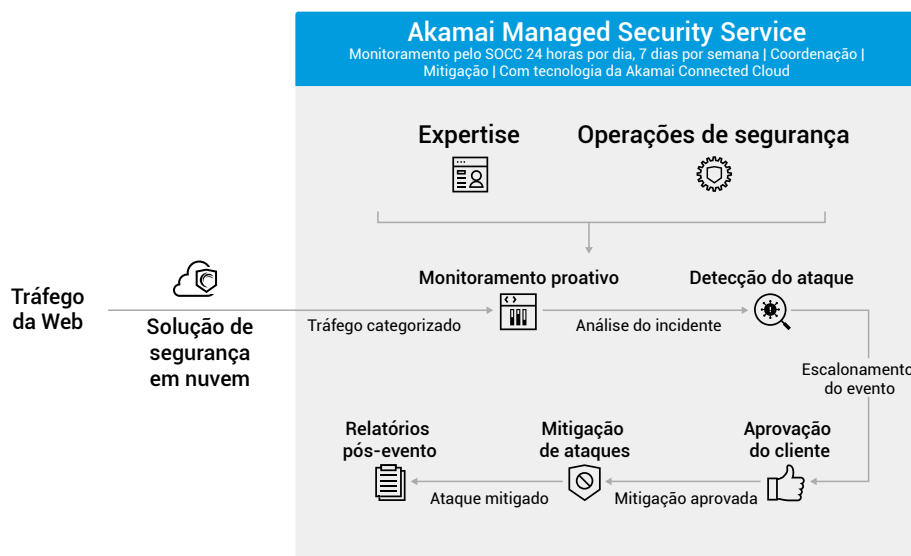 Akamai Managed Security Service
Monitoramento pelo SOCC 24 horas por dia, 7 dias por semana | Coordenação |
Mitigação | Com tecnologia da Akamai Connected Cloud
Expertise
Operações de segurança
Monitoramento proativo
Detecção do ataque
Tráfego
da Web
Solução de
segurança
em nuvem
Tráfego categorizado
Análise do incidente
Escalonamento
do evento
Relatórios
pós-evento
Mitigação
de ataques
Aprovação
do cliente
Ataque mitigado
Mitigação aprovada